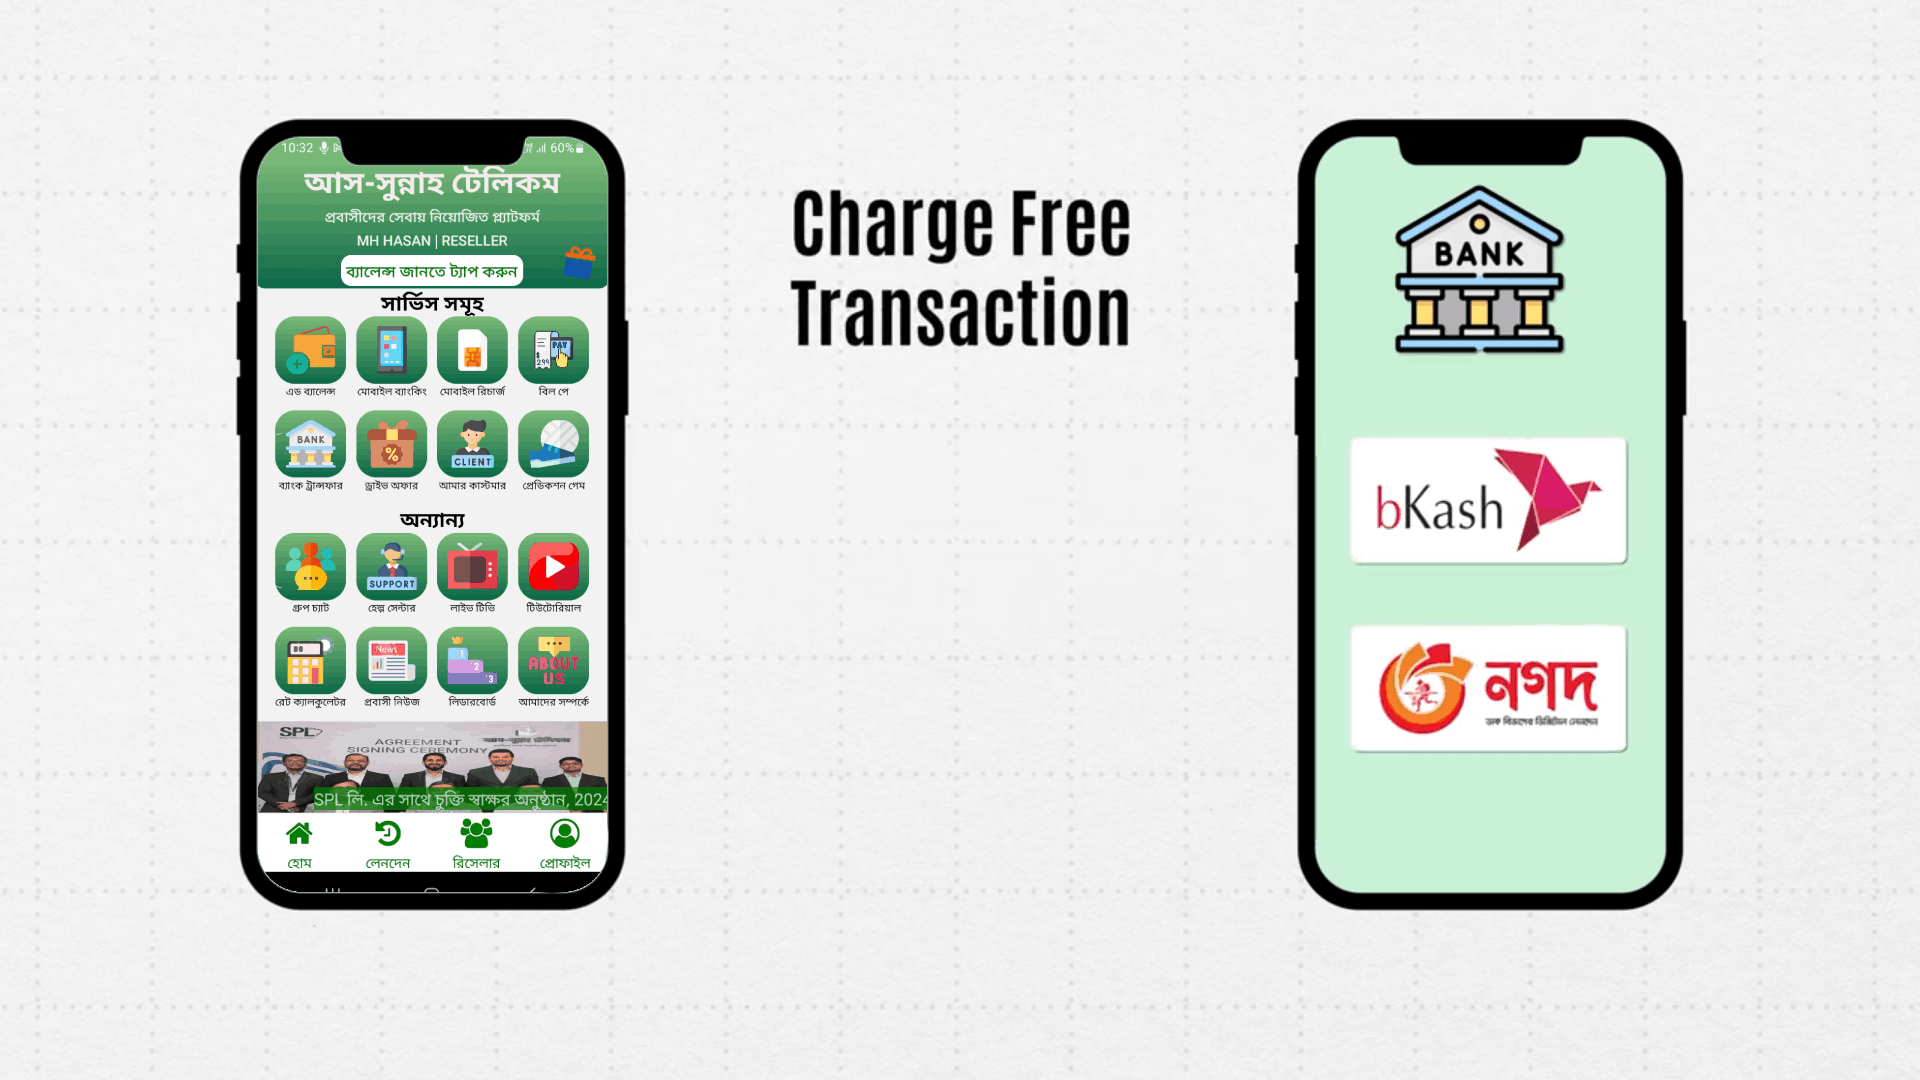 10:32
60%
আস-সুন্নাহ টেলিকম
প্রবাসীদের সেবায় নিয়োজিত প্ল্যাটফর্ম
MH HASAN | RESELLER
ব্যালেন্স জানতে ট্যাপ করুন
সার্ভিস সমূহ
PAY
এড ব্যালেন্স মোবাইল ব্যাংকিং মোবাইল রিচার্জ বিল পে
BANK % CLIENT
ব্যাংক ট্রান্সফার ড্রাইভ অফার আমার কাস্টমার প্রেডিকশন গেম
অন্যান্য
SUPPORT
গ্রুপ চ্যাট হেল্প সেন্টার লাইভ টিভি টিউটোরিয়াল
News 1 2 3 ABOUT US
রেট ক্যালকুলেটর প্রবাসী নিউজ লিডারবোর্ড আমাদের সম্পর্কে
SPL
AGREEMENT
SIGNING CEREMONY
SPL লি. এর সাথে চুক্তি স্বাক্ষর অনুষ্ঠান, 2024
হোম লেনদেন রিসেলার প্রোফাইল
Charge Free
Transaction
BANK
bKash
নগদ
ডাক বিভাগের ডিজিটাল লেনদেন